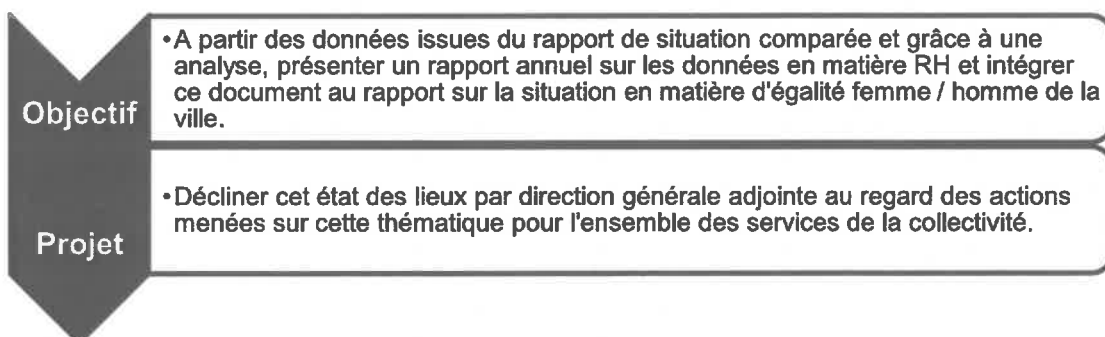 Objectif
•A partir des données issues du rapport de situation comparée et grâce à une
analyse, présenter un rapport annuel sur les données en matière RH et intégrer
ce document au rapport sur la situation en matière d'égalité femme / homme de la
ville.
Projet
•Décliner cet état des lieux par direction générale adjointe au regard des actions
menées sur cette thématique pour l'ensemble des services de la collectivité.